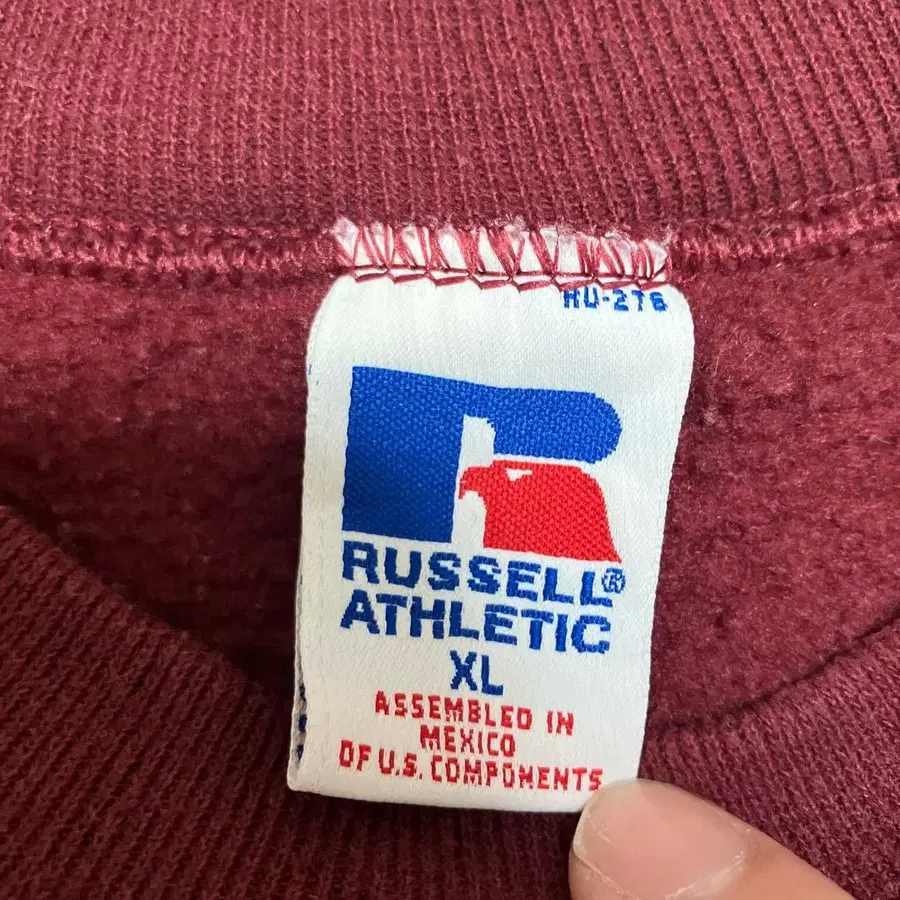 RU-276
RUSSELL®
ATHLETIC
XL
ASSEMBLED IN
MEXICO
OF U.S. COMPONENTS